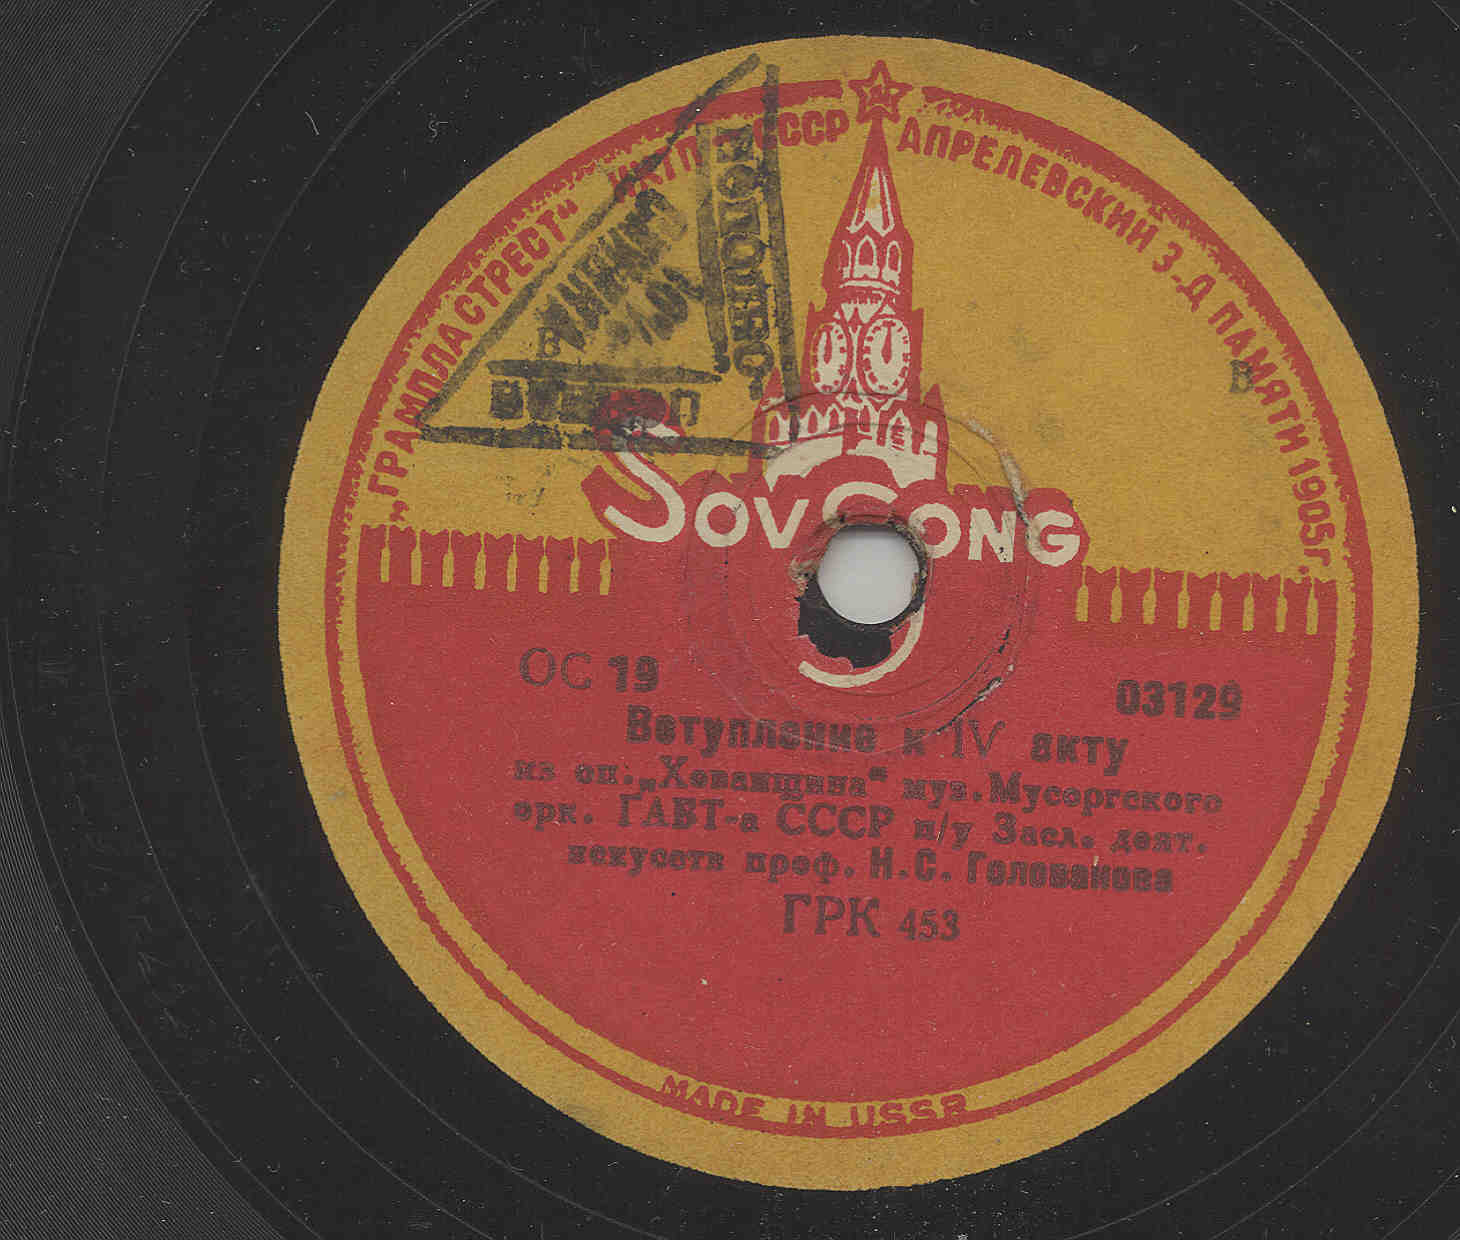 „ГРАМПЛАСТРЕСТ“ НКТП СССР АПРЕЛЕВСКИЙ З-Д ПАМЯТИ 1905 г.
SovSong
ОС 19
03129
Вступление к IV акту
из оп. „Хованщина“ муз. Мусоргского
орк. ГАБТ-а СССР п/у Засл. деят.
искусств проф. Н.С. Голованова
ГРК 453
MADE IN USSR